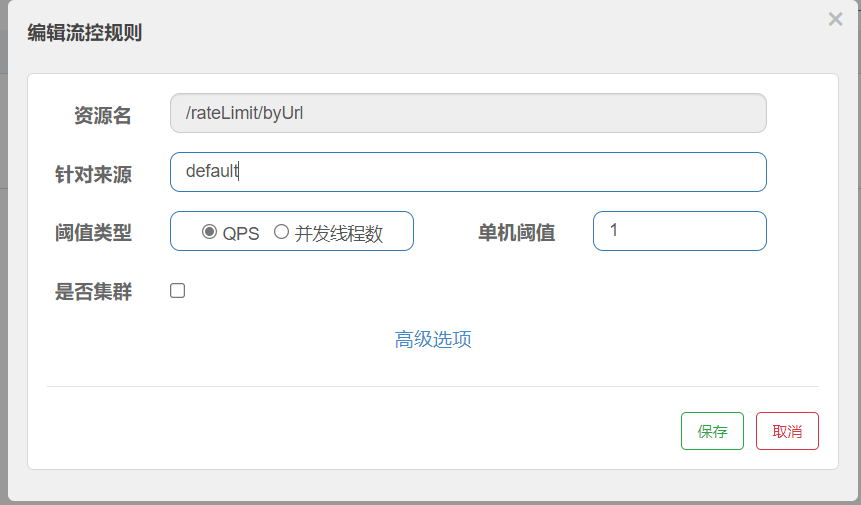 编辑流控规则
×
资源名 /rateLimit/byUrl
针对来源 default
阈值类型 QPS 并发线程数 单机阈值 1
是否集群
高级选项
保存 取消